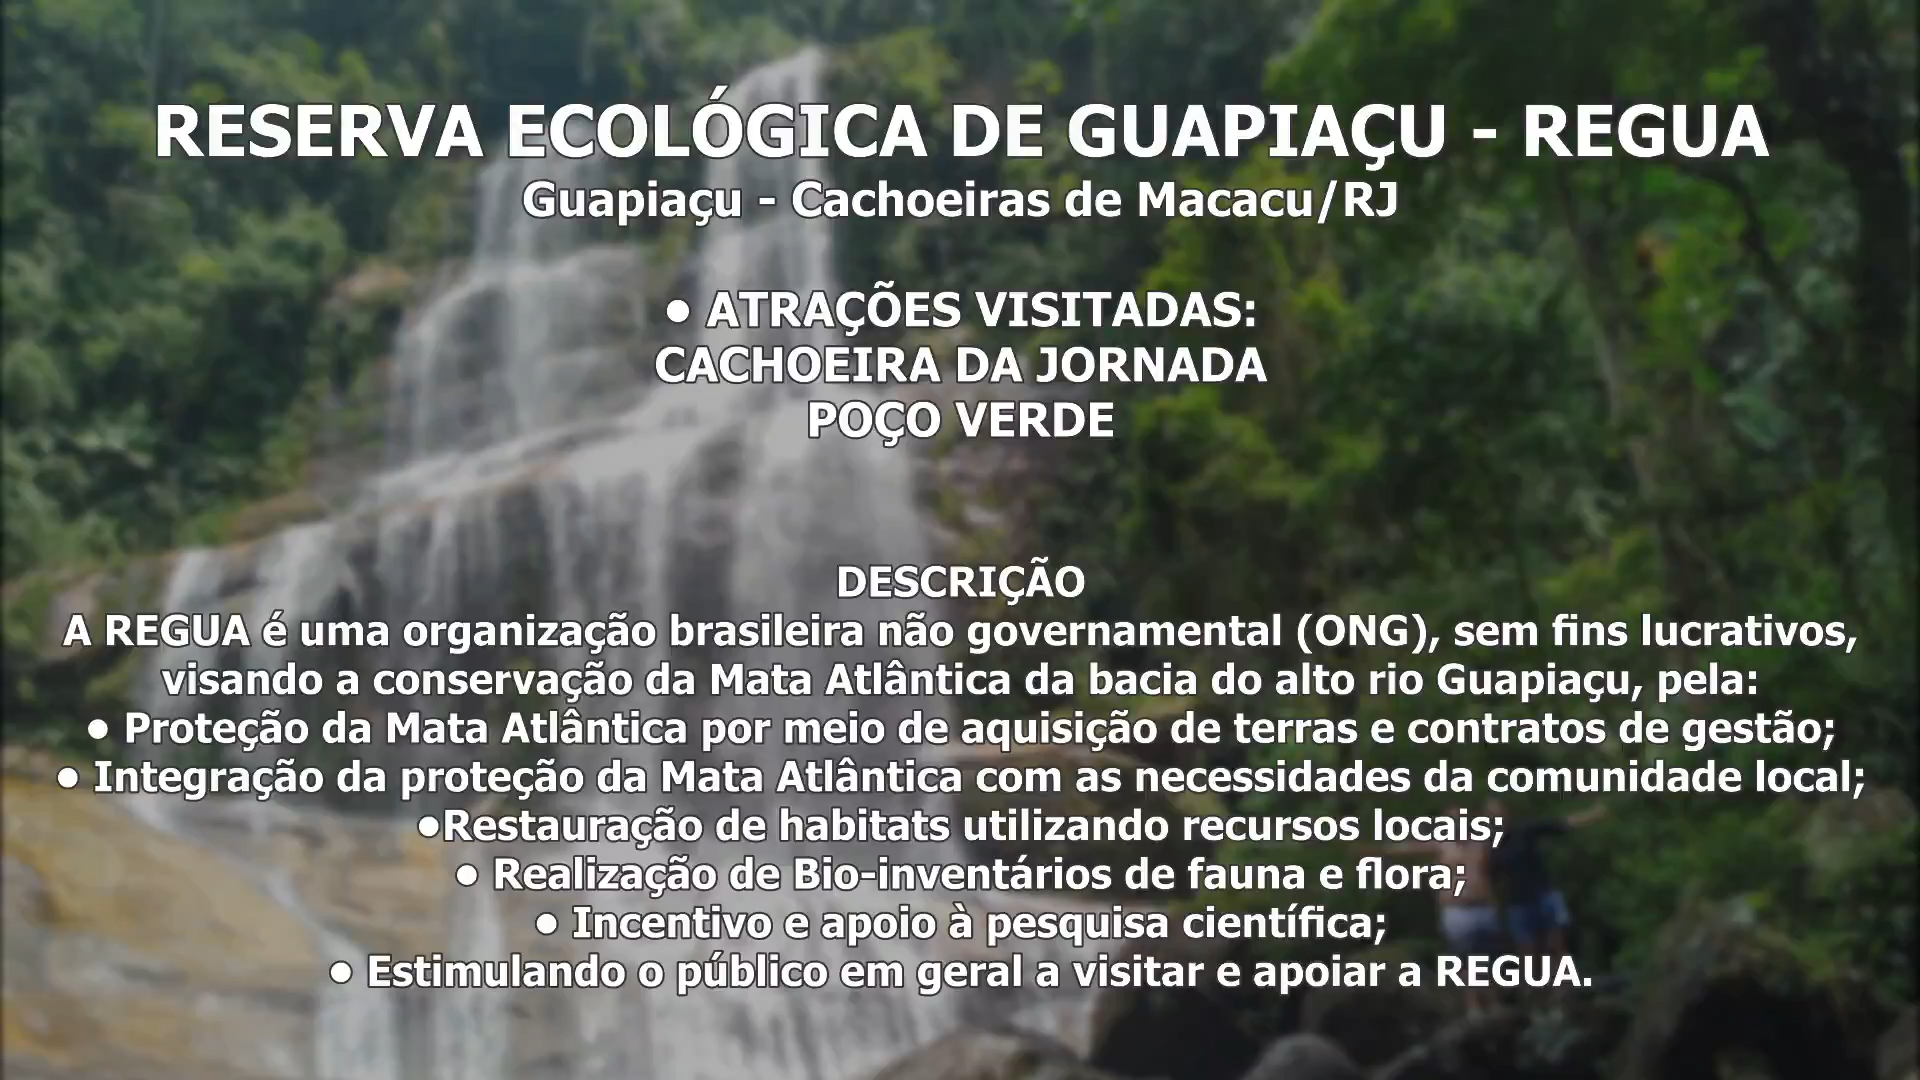 RESERVA ECOLÓGICA DE GUAPIAÇU - REGUA
Guapiaçu - Cachoeiras de Macacu/RJ
• ATRAÇÕES VISITADAS:
CACHOEIRA DA JORNADA
POÇO VERDE
DESCRIÇÃO
A REGUA é uma organização brasileira não governamental (ONG), sem fins lucrativos,
visando a conservação da Mata Atlântica da bacia do alto rio Guapiaçu, pela:
• Proteção da Mata Atlântica por meio de aquisição de terras e contratos de gestão;
• Integração da proteção da Mata Atlântica com as necessidades da comunidade local;
•Restauração de habitats utilizando recursos locais;
• Realização de Bio-inventários de fauna e flora;
• Incentivo e apoio à pesquisa científica;
• Estimulando o público em geral a visitar e apoiar a REGUA.